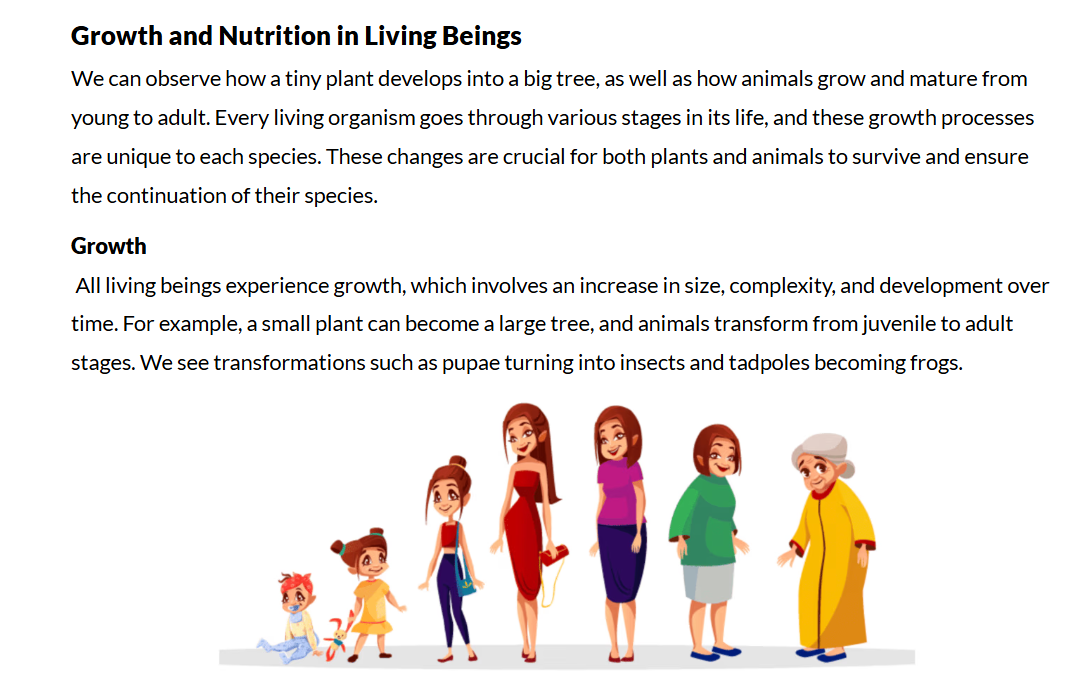 Growth and Nutrition in Living Beings
We can observe how a tiny plant develops into a big tree, as well as how animals grow and mature from
young to adult. Every living organism goes through various stages in its life, and these growth processes
are unique to each species. These changes are crucial for both plants and animals to survive and ensure
the continuation of their species.
Growth
All living beings experience growth, which involves an increase in size, complexity, and development over
time. For example, a small plant can become a large tree, and animals transform from juvenile to adult
stages. We see transformations such as pupae turning into insects and tadpoles becoming frogs.